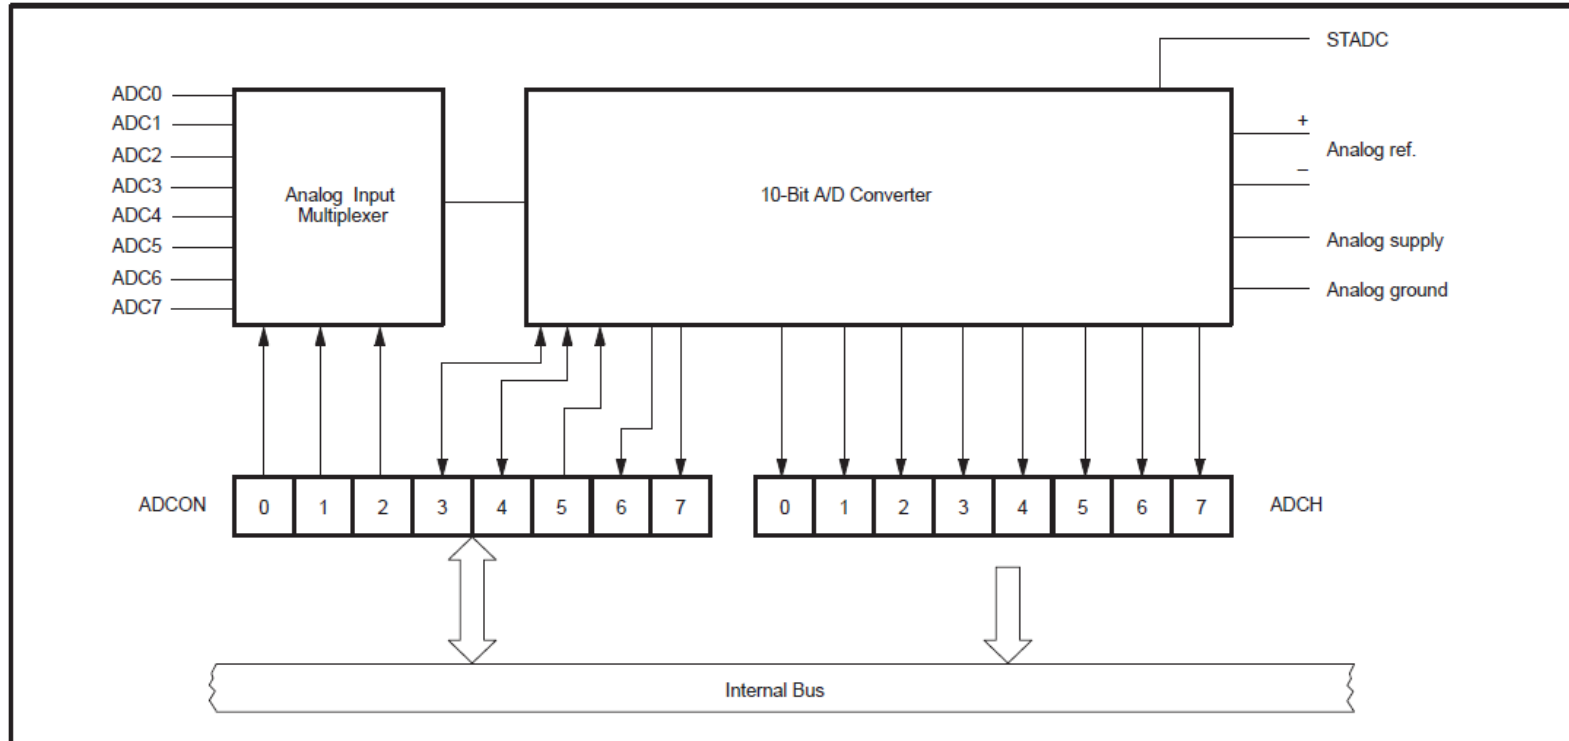 STADC
ADC0
ADC1
ADC2
ADC3
ADC4
ADC5
ADC6
ADC7
Analog Input
Multiplexer
10-Bit A/D Converter
+
Analog ref.
–
Analog supply
Analog ground
ADCON
0 1 2 3 4 5 6 7
0 1 2 3 4 5 6 7
ADCH
Internal Bus